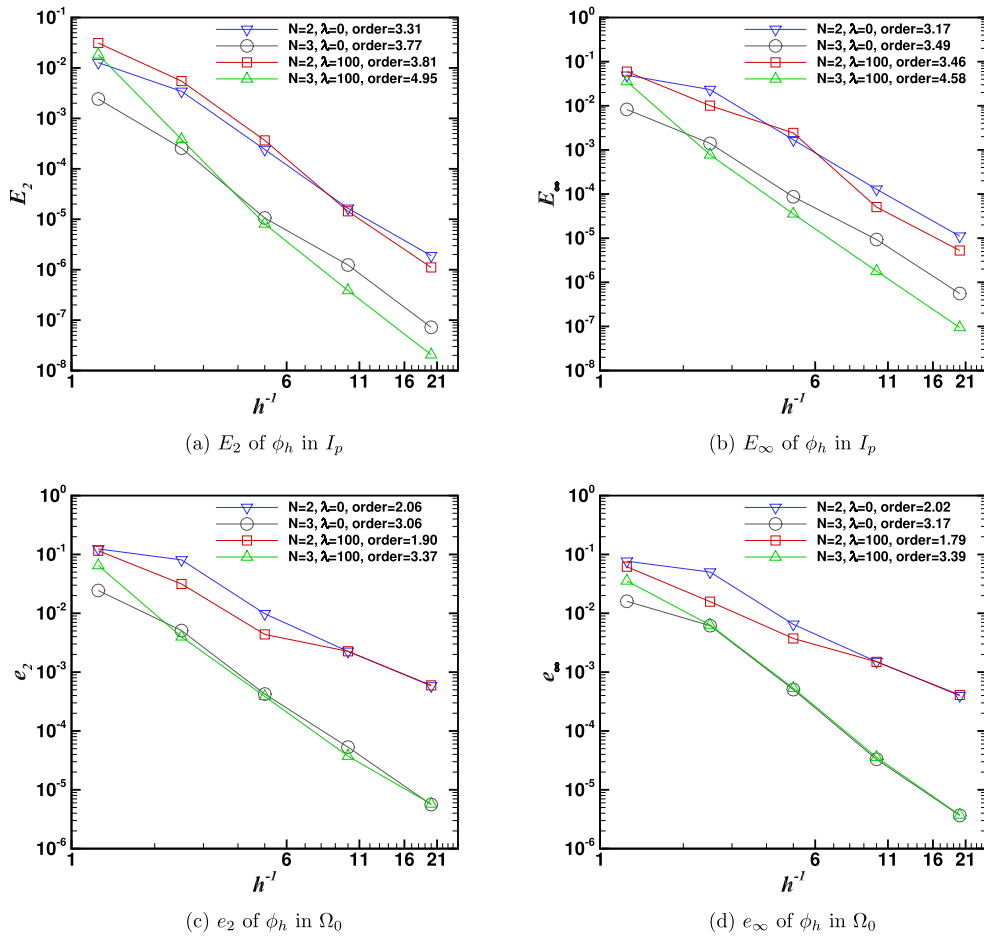 10^-1
10^-2
10^-3
10^-4
10^-5
10^-6
10^-7
10^-8
E_2
N=2, λ=0, order=3.31
N=3, λ=0, order=3.77
N=2, λ=100, order=3.81
N=3, λ=100, order=4.95
1 6 11 16 21
h^-1
(a) E_2 of ϕ_h in I_p
10^1
10^0
10^-1
10^-2
10^-3
10^-4
10^-5
10^-6
10^-7
10^-8
E_∞
N=2, λ=0, order=3.17
N=3, λ=0, order=3.49
N=2, λ=100, order=3.46
N=3, λ=100, order=4.58
1 6 11 16 21
h^-1
(b) E_∞ of ϕ_h in I_p
10^0
10^-1
10^-2
10^-3
10^-4
10^-5
10^-6
e_2
N=2, λ=0, order=2.06
N=3, λ=0, order=3.06
N=2, λ=100, order=1.90
N=3, λ=100, order=3.37
1 6 11 16 21
h^-1
(c) e_2 of ϕ_h in Ω_0
10^0
10^-1
10^-2
10^-3
10^-4
10^-5
10^-6
e_∞
N=2, λ=0, order=2.02
N=3, λ=0, order=3.17
N=2, λ=100, order=1.79
N=3, λ=100, order=3.39
1 6 11 16 21
h^-1
(d) e_∞ of ϕ_h in Ω_0